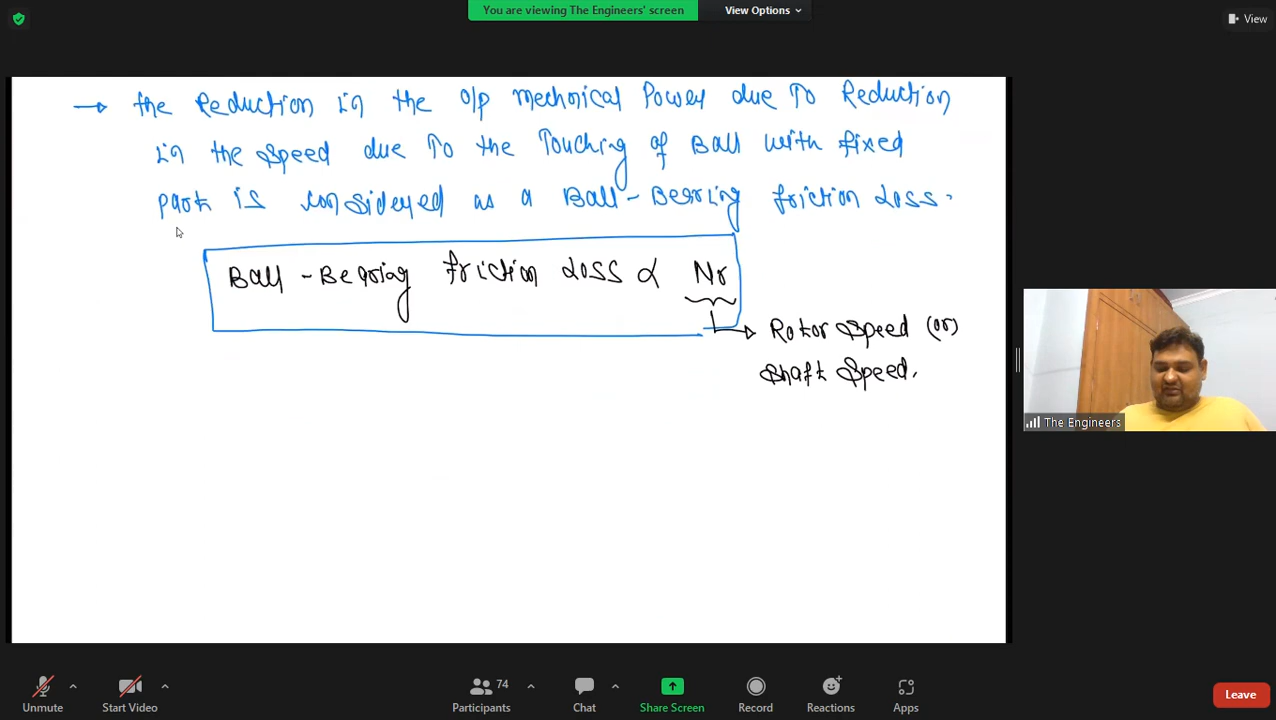 You are viewing The Engineers' screen
View Options
View
→ the Reduction in the o/p mechnical Power due To Reduction
in the speed due To the Touching of Ball with fixed
part is considered as a Ball-Bearing friction Loss.
Ball-Bearing friction Loss ∝ Nr
Rotor Speed (or)
Shaft Speed.
The Engineers
Unmute
Start Video
74
Participants
Chat
Share Screen
Record
Reactions
Apps
Leave